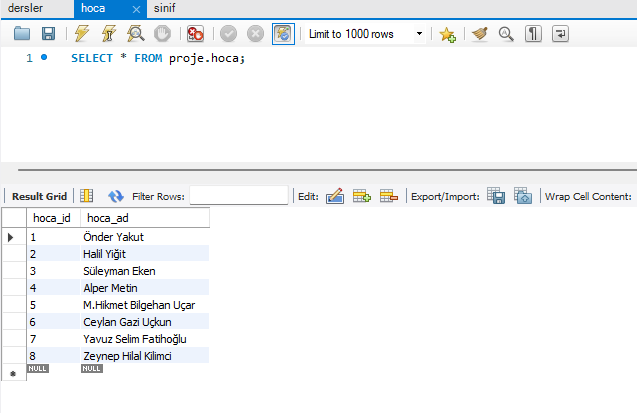 dersler hoca sinif
Limit to 1000 rows
1 SELECT * FROM proje.hoca;
Result Grid Filter Rows: Edit: Export/Import: Wrap Cell Content:
hoca_id hoca_ad
1 Önder Yakut
2 Halil Yiğit
3 Süleyman Eken
4 Alper Metin
5 M.Hikmet Bilgehan Uçar
6 Ceylan Gazi Uçkun
7 Yavuz Selim Fatihoğlu
8 Zeynep Hilal Kilimci
NULL NULL